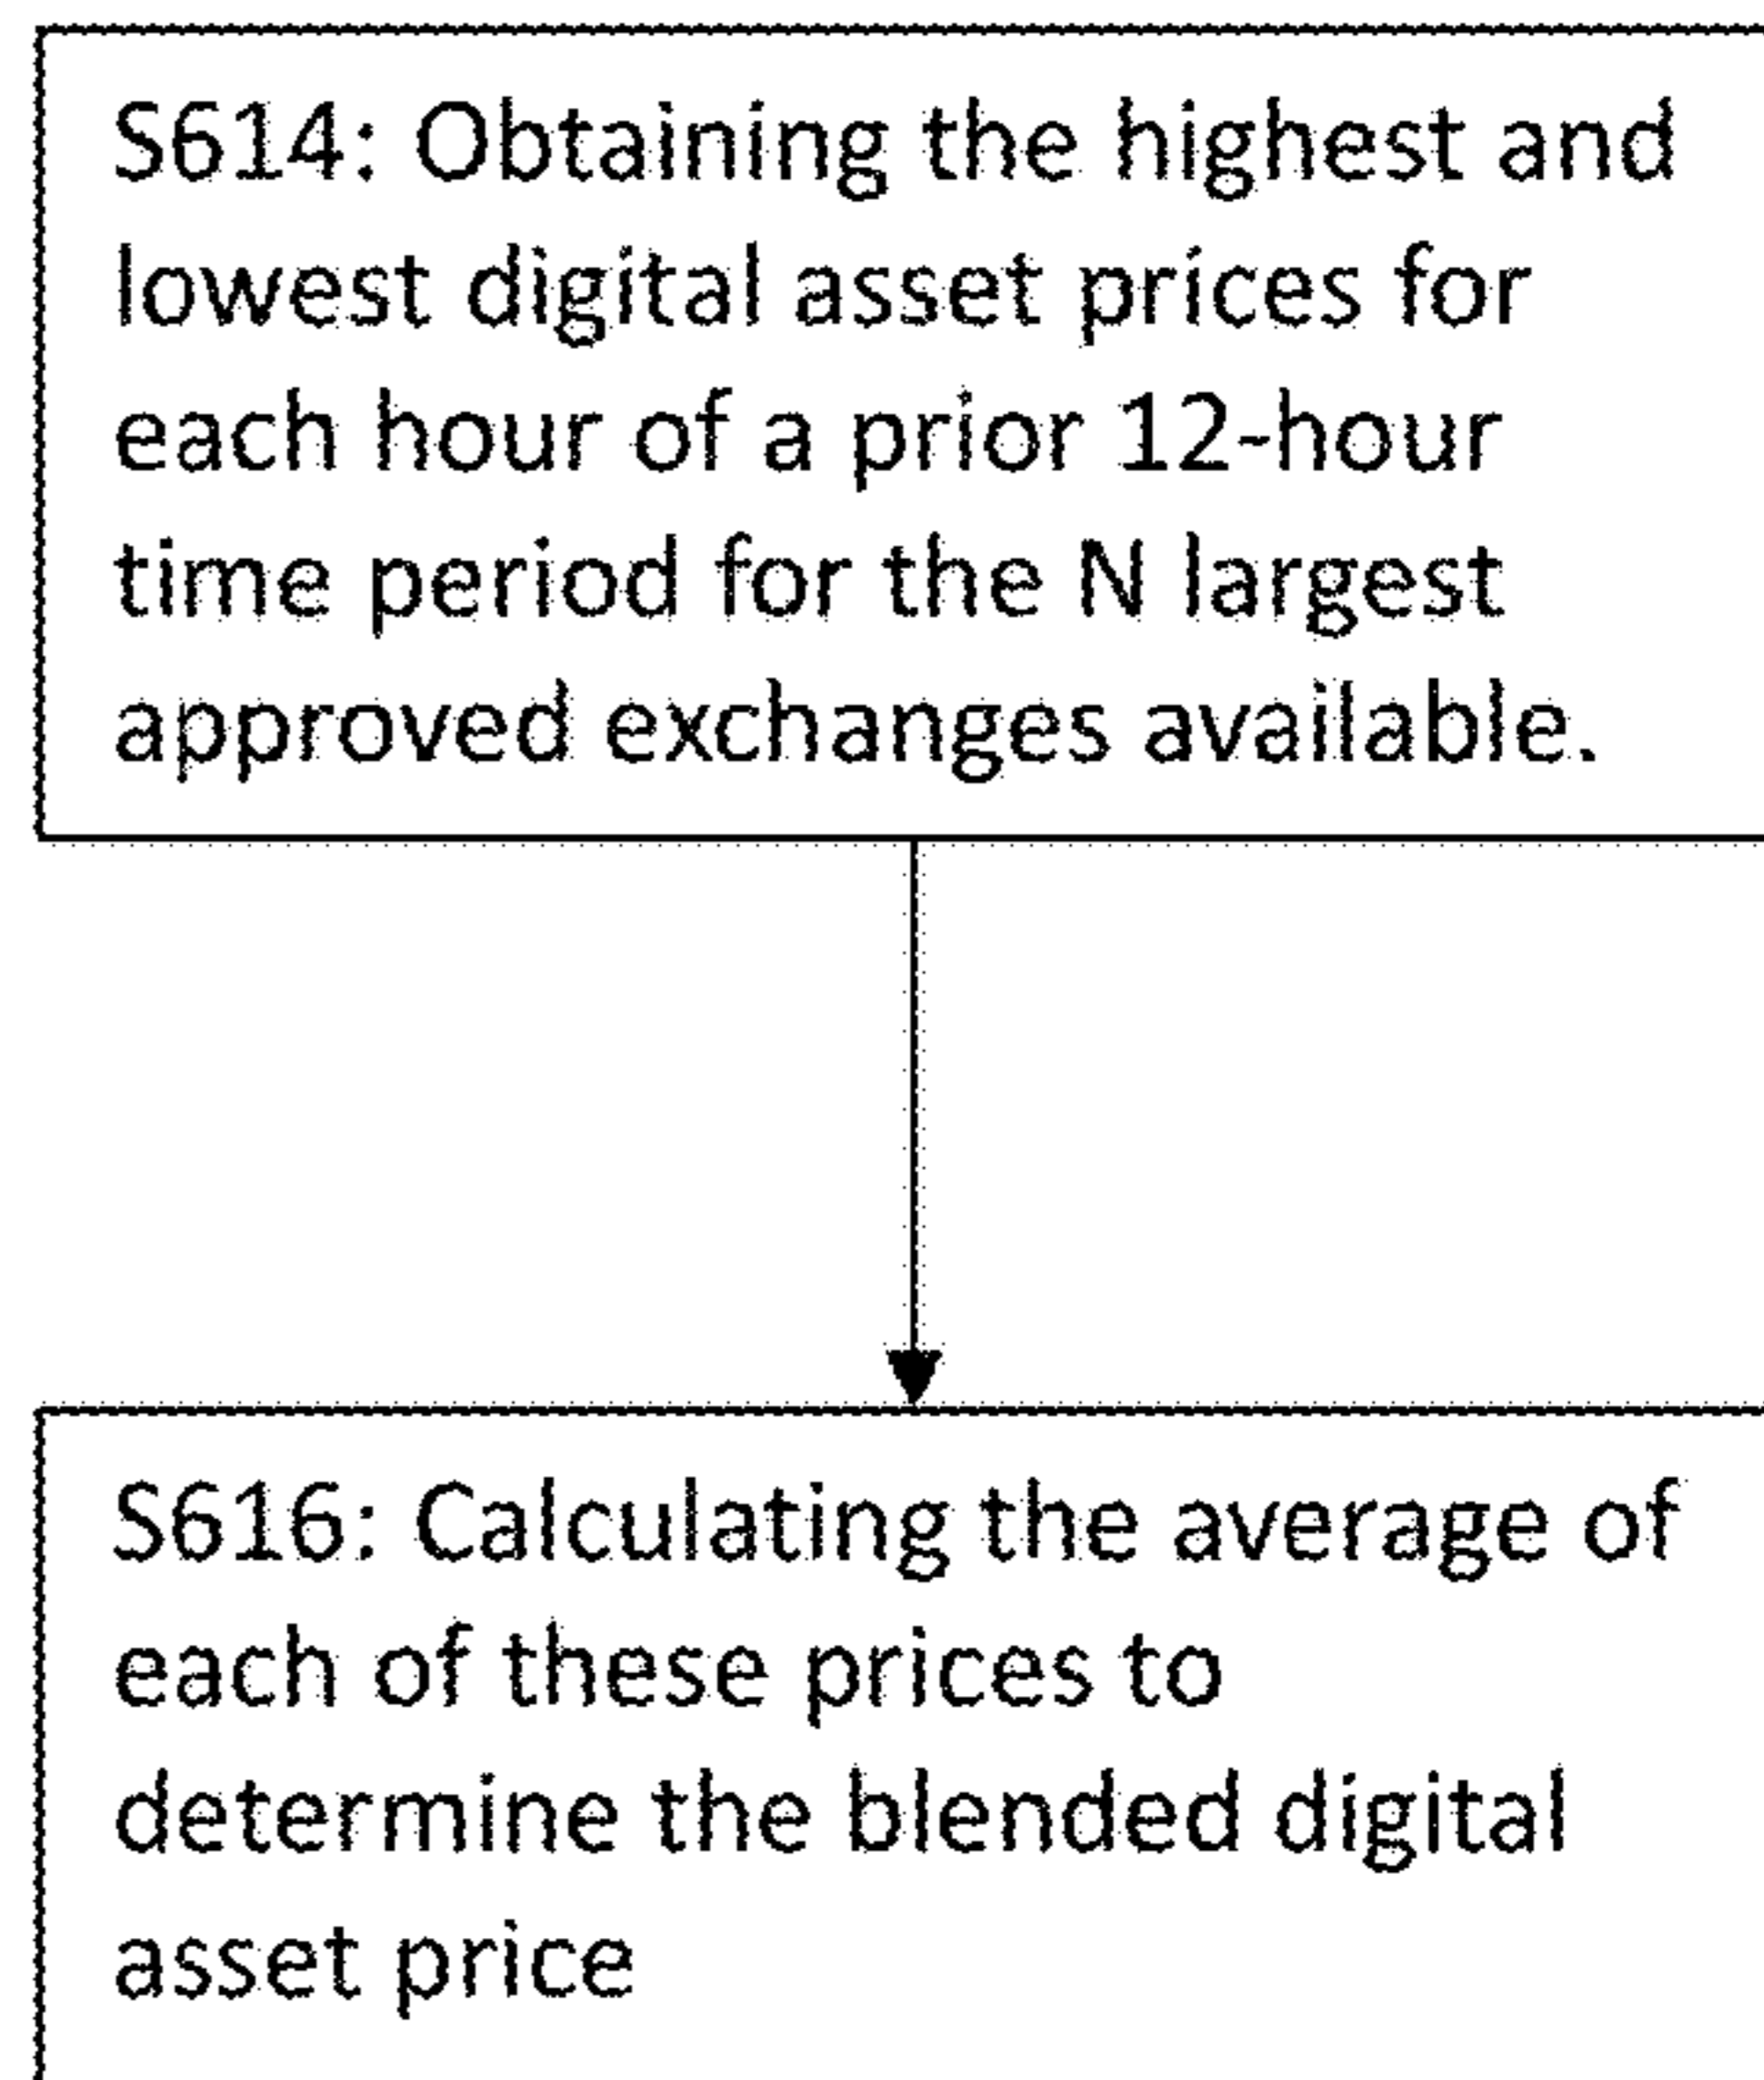 S614: Obtaining the highest and
lowest digital asset prices for
each hour of a prior 12-hour
time period for the N largest
approved exchanges available.
S616: Calculating the average of
each of these prices to
determine the blended digital
asset price